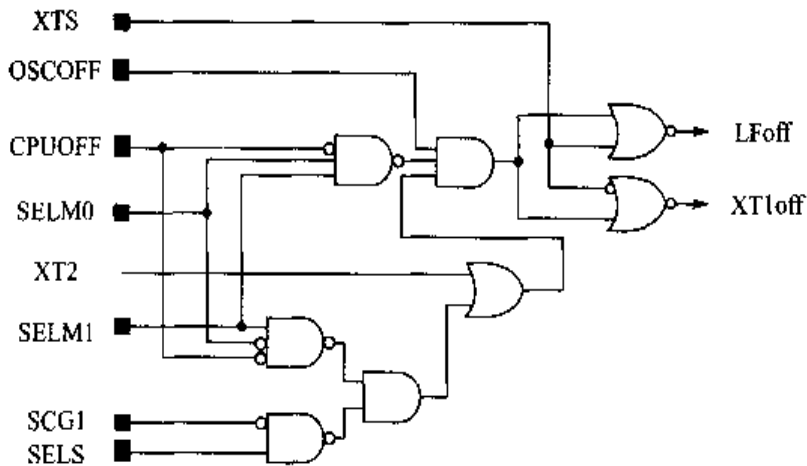 XTS
OSCOFF
CPUOFF
LFoff
SELM0
XT1off
XT2
SELM1
SCG1
SELS